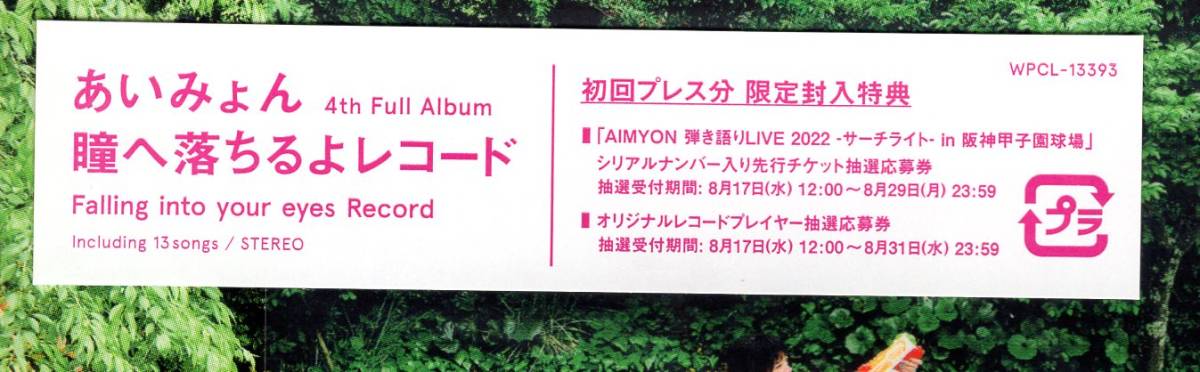 あいみょん 4th Full Album
瞳へ落ちるよレコード
Falling into your eyes Record
Including 13songs / STEREO
WPCL-13393
初回プレス分 限定封入特典
■「AIMYON 弾き語りLIVE 2022 -サーチライト- in 阪神甲子園球場」
シリアルナンバー入り先行チケット抽選応募券
抽選受付期間: 8月17日(水) 12:00〜8月29日(月) 23:59
■ オリジナルレコードプレイヤー抽選応募券
抽選受付期間: 8月17日(水) 12:00〜8月31日(水) 23:59
プラ